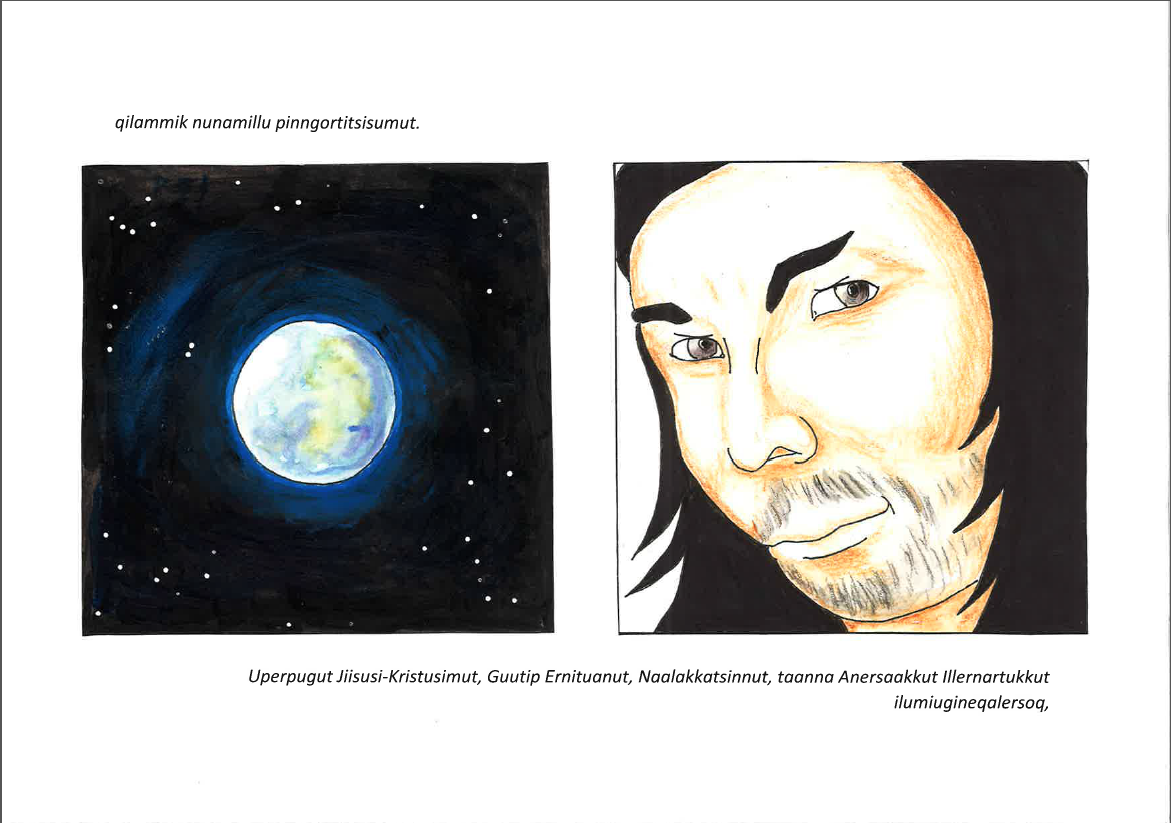 qilammik nunamillu pinngortitsisumut.
Uperpugut Jiisusi-Kristusimut, Guutip Ernituanut, Naalakkatsinnut, taanna Anersaakkut Illernartukkut
ilumiugineqalersoq,